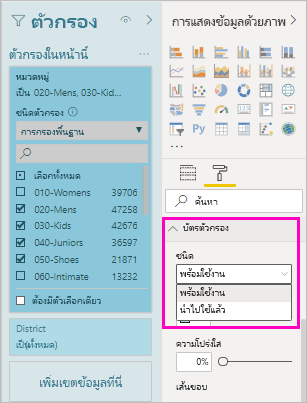 ตัวกรอง
ตัวกรองในหน้านี้
...
หมวดหมู่
เป็น 020-Mens, 030-Kid...
ชนิดตัวกรอง
การกรองพื้นฐาน
เลือกทั้งหมด
010-Womens 39706
020-Mens 47258
030-Kids 42676
040-Juniors 36597
050-Shoes 21871
060-Intimate 13232
ต้องมีตัวเลือกเดียว
District
เป็น(ทั้งหมด)
เพิ่มเขตข้อมูลที่นี่
การแสดงข้อมูลด้วยภาพ
Py
...
ค้นหา
บัตรตัวกรอง
ชนิด
พร้อมใช้งาน
พร้อมใช้งาน
นำไปใช้แล้ว
ความโปร่งใส
0%
เส้นขอบ